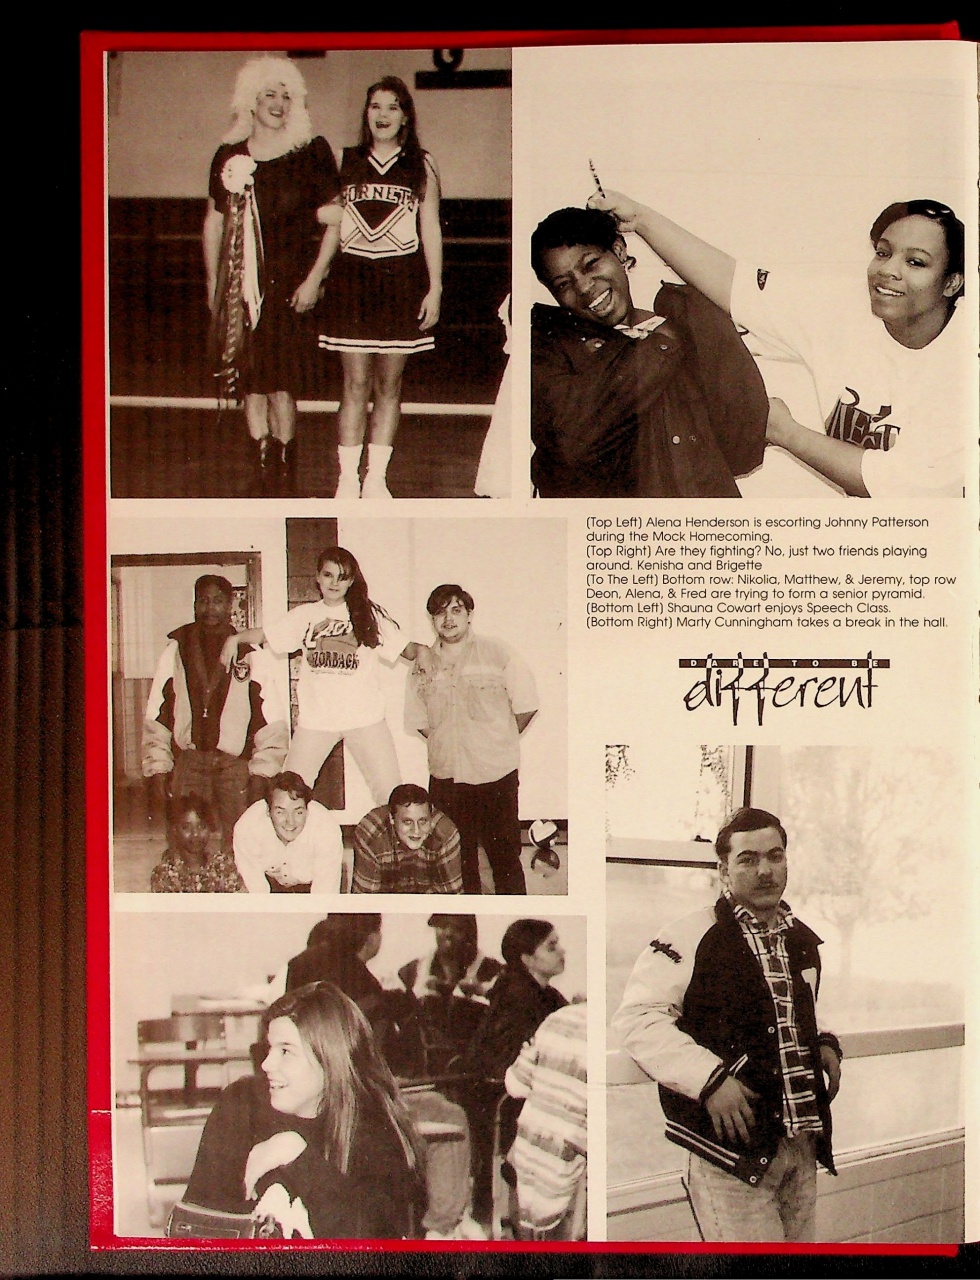 HORNETS
WEST
(Top Left) Alena Henderson is escorting Johnny Patterson
during the Mock Homecoming.
(Top Right) Are they fighting? No, just two friends playing
around. Kenisha and Brigette
(To The Left) Bottom row: Nikolia, Matthew, & Jeremy, top row
Deon, Alena, & Fred are trying to form a senior pyramid.
(Bottom Left) Shauna Cowart enjoys Speech Class.
(Bottom Right) Marty Cunningham takes a break in the hall.
RAZORBACK
DARE TO BE
different